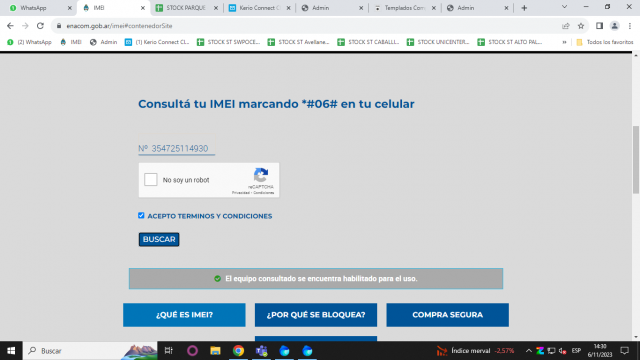 WhatsApp
IMEI
STOCK PARQUE
Kerio Connect Cl
Admin
Templados Corri
Admin
enacom.gob.ar/imei#contenedorSite
(2) WhatsApp
IMEI
Admin
(1) Kerio Connect Cl...
STOCK ST SWPOCE...
STOCK ST Avellane...
STOCK ST CABALLI...
STOCK UNICENTER...
STOCK ST ALTO PAL...
Todos los favoritos
Consultá tu IMEI marcando *#06# en tu celular
Nº 354725114930
No soy un robot
reCAPTCHA
Privacidad - Condiciones
ACEPTO TERMINOS Y CONDICIONES
BUSCAR
El equipo consultado se encuentra habilitado para el uso.
¿QUÉ ES IMEI?
¿POR QUÉ SE BLOQUEA?
COMPRA SEGURA
Buscar
Índice merval
-2.57%
ESP
14:30
6/11/2023